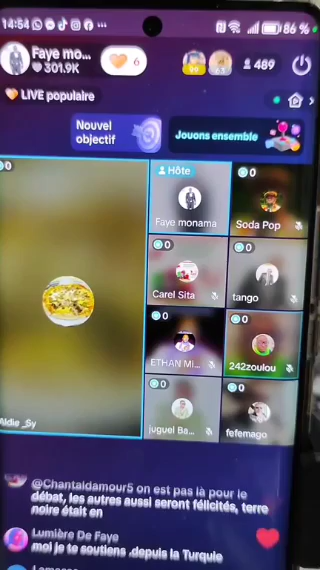 14:54
86 %
Faye mo...
301.9K
6
99
489
LIVE populaire
Nouvel
objectif
Jouons ensemble
0
Hôte
0
Faye monama
Soda Pop
0
0
Carel Sita
tango
0
0
ETHAN MI...
242zoulou
0
0
juguel Ba...
fefemago
Aldie _Sy
@Chantaldamour5 on est pas là pour le
débat, les autres aussi seront félicités, terre
noire était en
Lumière De Faye
moi je te soutiens .depuis la Turquie